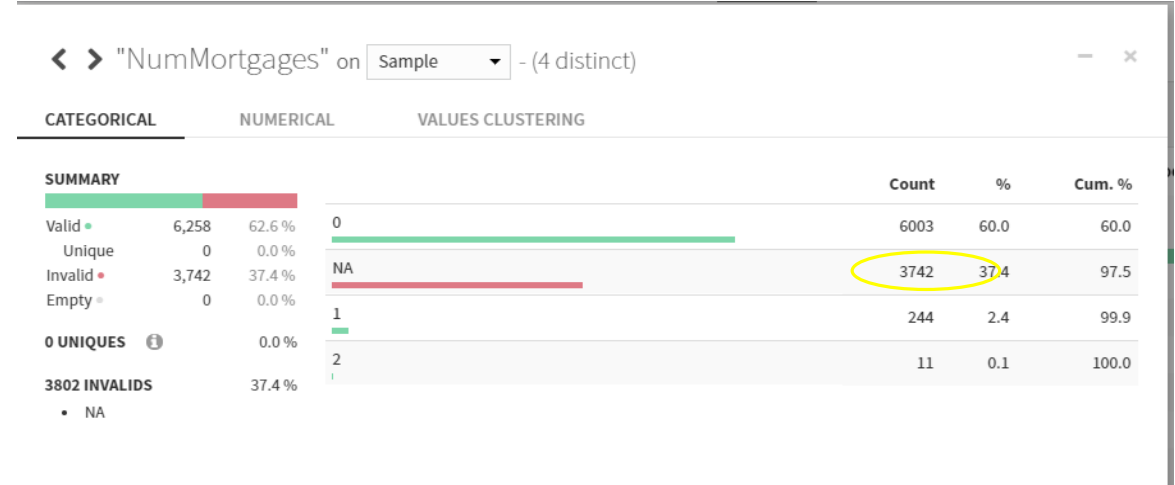 "NumMortgages" on Sample - (4 distinct)
CATEGORICAL NUMERICAL VALUES CLUSTERING
SUMMARY
Valid 6,258 62.6 %
Unique 0 0.0 %
Invalid 3,742 37.4 %
Empty 0 0.0 %
0 UNIQUES 0.0 %
3802 INVALIDS 37.4 %
NA
Count % Cum. %
0 6003 60.0 60.0
NA 3742 37.4 97.5
1 244 2.4 99.9
2 11 0.1 100.0